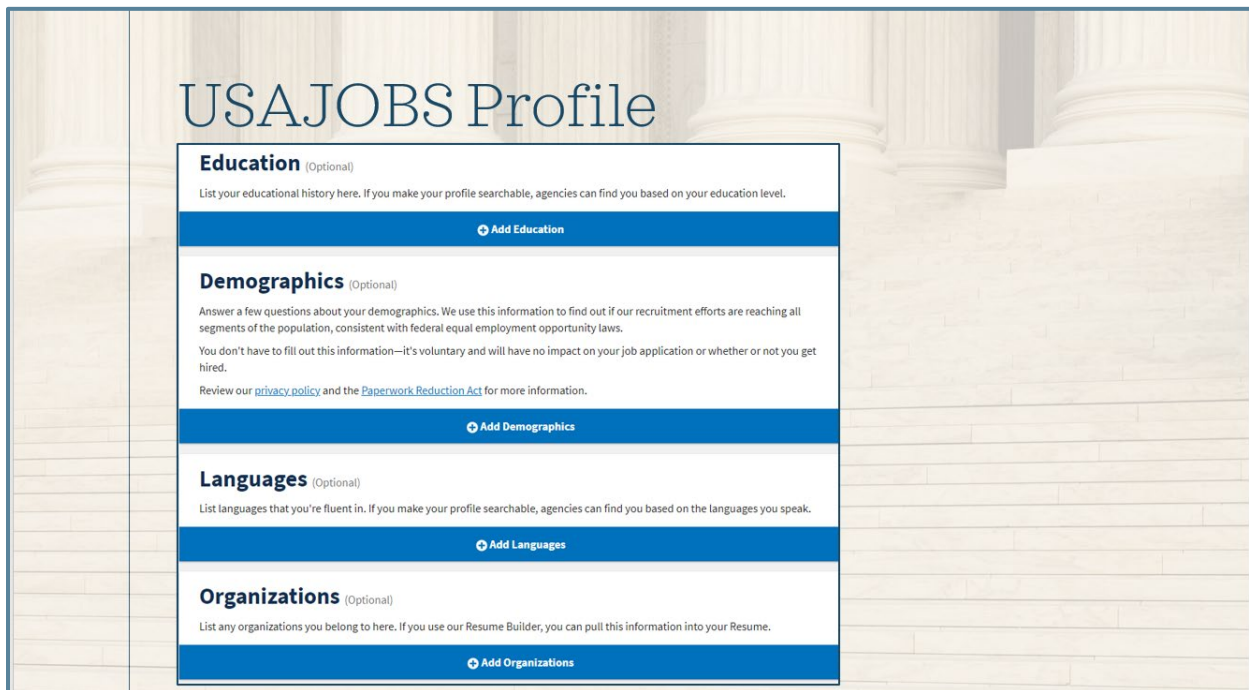 USAJOBS Profile
Education (Optional)
List your educational history here. If you make your profile searchable, agencies can find you based on your education level.
Add Education
Demographics (Optional)
Answer a few questions about your demographics. We use this information to find out if our recruitment efforts are reaching all
segments of the population, consistent with federal equal employment opportunity laws.
You don't have to fill out this information—it's voluntary and will have no impact on your job application or whether or not you get
hired.
Review our privacy policy and the Paperwork Reduction Act for more information.
Add Demographics
Languages (Optional)
List languages that you're fluent in. If you make your profile searchable, agencies can find you based on the languages you speak.
Add Languages
Organizations (Optional)
List any organizations you belong to here. If you use our Resume Builder, you can pull this information into your Resume.
Add Organizations